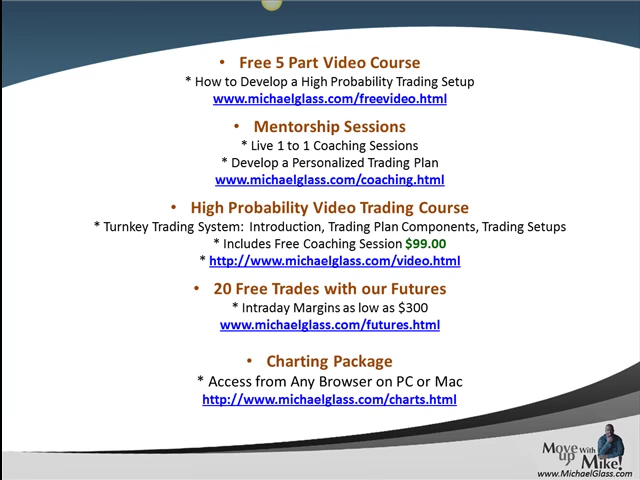 • Free 5 Part Video Course
* How to Develop a High Probability Trading Setup
www.michaelglass.com/freevideo.html
• Mentorship Sessions
* Live 1 to 1 Coaching Sessions
* Develop a Personalized Trading Plan
www.michaelglass.com/coaching.html
• High Probability Video Trading Course
* Turnkey Trading System: Introduction, Trading Plan Components, Trading Setups
* Includes Free Coaching Session $99.00
* http://www.michaelglass.com/video.html
• 20 Free Trades with our Futures
* Intraday Margins as low as $300
www.michaelglass.com/futures.html
• Charting Package
* Access from Any Browser on PC or Mac
http://www.michaelglass.com/charts.html
Move up With Mike!
www.MichaelGlass.com